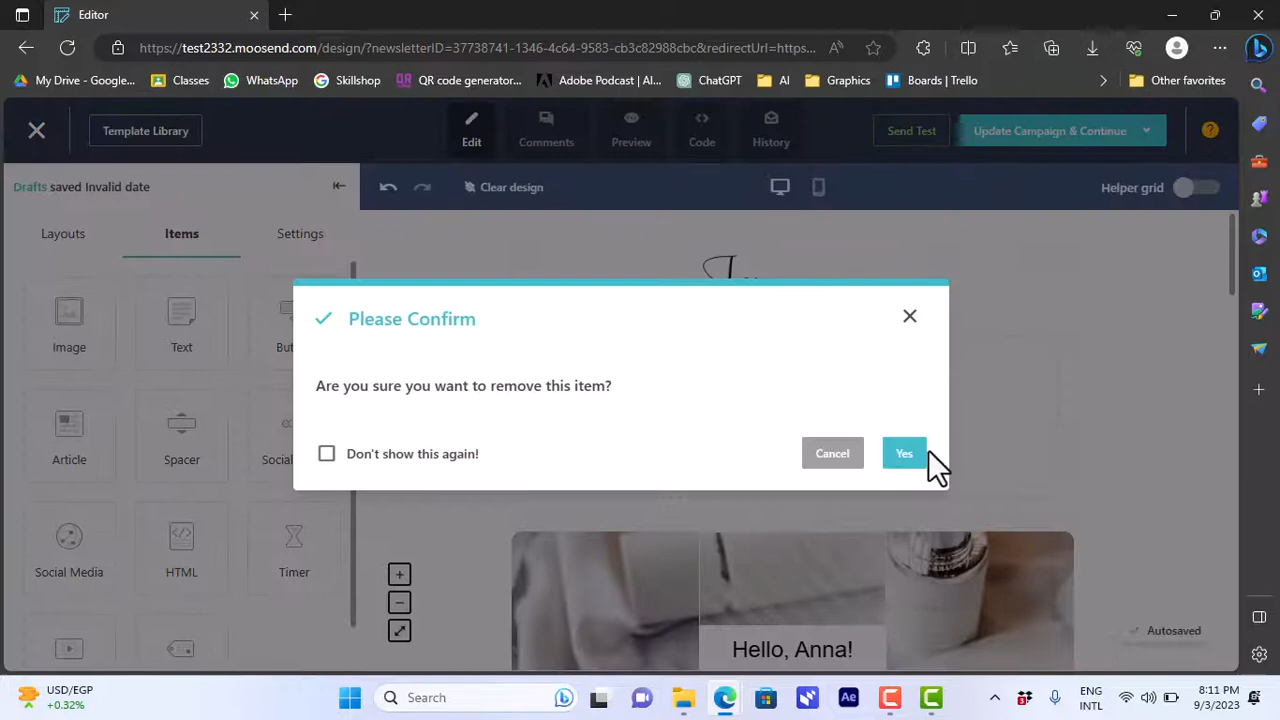 Editor
https://test2332.moosend.com/design/?newsletterID=37738741-1346-4c64-9583-cb3c82988cbc&redirectUrl=https...
My Drive - Google...
Classes
WhatsApp
Skillshop
QR code generator...
Adobe Podcast | AI...
ChatGPT
AI
Graphics
Boards | Trello
Other favorites
Template Library
Edit
Comments
Preview
Code
History
Send Test
Update Campaign & Continue
Drafts saved Invalid date
Clear design
Helper grid
Layouts
Items
Settings
Image
Text
Please Confirm
Are you sure you want to remove this item?
Don't show this again!
Cancel
Yes
Article
Spacer
Social
Social Media
HTML
Timer
Hello, Anna!
Autosaved
USD/EGP
+0.32%
Search
ENG
INTL
8:11 PM
9/3/2023